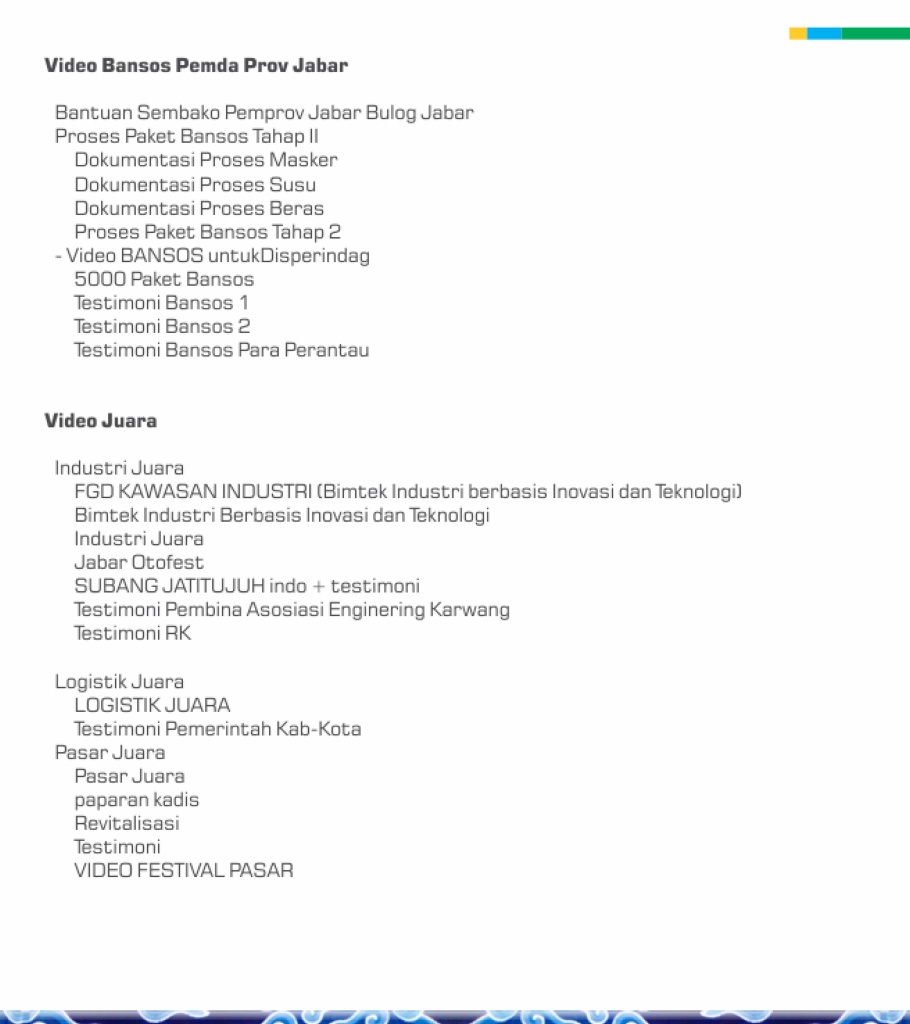 Video Bansos Pemda Prov Jabar
Bantuan Sembako Pemprov Jabar Bulog Jabar
Proses Paket Bansos Tahap II
Dokumentasi Proses Masker
Dokumentasi Proses Susu
Dokumentasi Proses Beras
Proses Paket Bansos Tahap 2
- Video BANSOS untukDisperindag
5000 Paket Bansos
Testimoni Bansos 1
Testimoni Bansos 2
Testimoni Bansos Para Perantau
Video Juara
Industri Juara
FGD KAWASAN INDUSTRI (Bimtek Industri berbasis Inovasi dan Teknologi)
Bimtek Industri Berbasis Inovasi dan Teknologi
Industri Juara
Jabar Otofest
SUBANG JATITUJUH indo + testimoni
Testimoni Pembina Asosiasi Enginering Karwang
Testimoni RK
Logistik Juara
LOGISTIK JUARA
Testimoni Pemerintah Kab-Kota
Pasar Juara
Pasar Juara
paparan kadis
Revitalisasi
Testimoni
VIDEO FESTIVAL PASAR